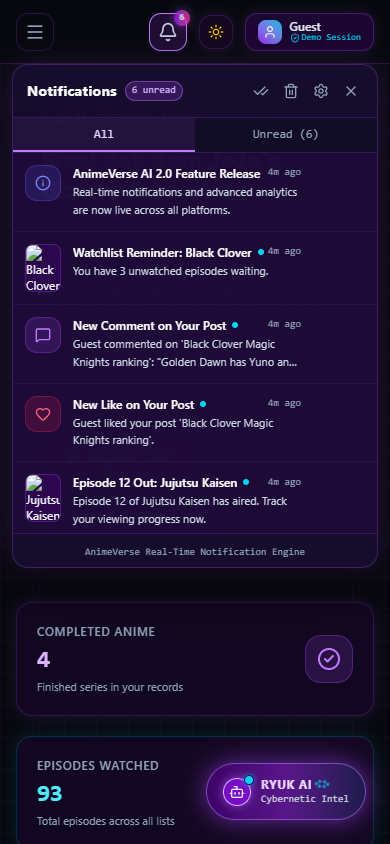 6
Guest
Demo Session
Notifications
6 unread
All
Unread (6)
AnimeVerse AI 2.0 Feature Release
4m ago
Real-time notifications and advanced analytics
are now live across all platforms.
Black
Clover
Watchlist Reminder: Black Clover
4m ago
You have 3 unwatched episodes waiting.
New Comment on Your Post
4m ago
Guest commented on 'Black Clover Magic
Knights ranking': "Golden Dawn has Yuno an...
New Like on Your Post
4m ago
Guest liked your post 'Black Clover Magic
Knights ranking'.
Jujutsu
Kaisen
Episode 12 Out: Jujutsu Kaisen
4m ago
Episode 12 of Jujutsu Kaisen has aired. Track
your viewing progress now.
AnimeVerse Real-Time Notification Engine
COMPLETED ANIME
4
Finished series in your records
EPISODES WATCHED
93
Total episodes across all lists
RYUK AI
Cybernetic Intel